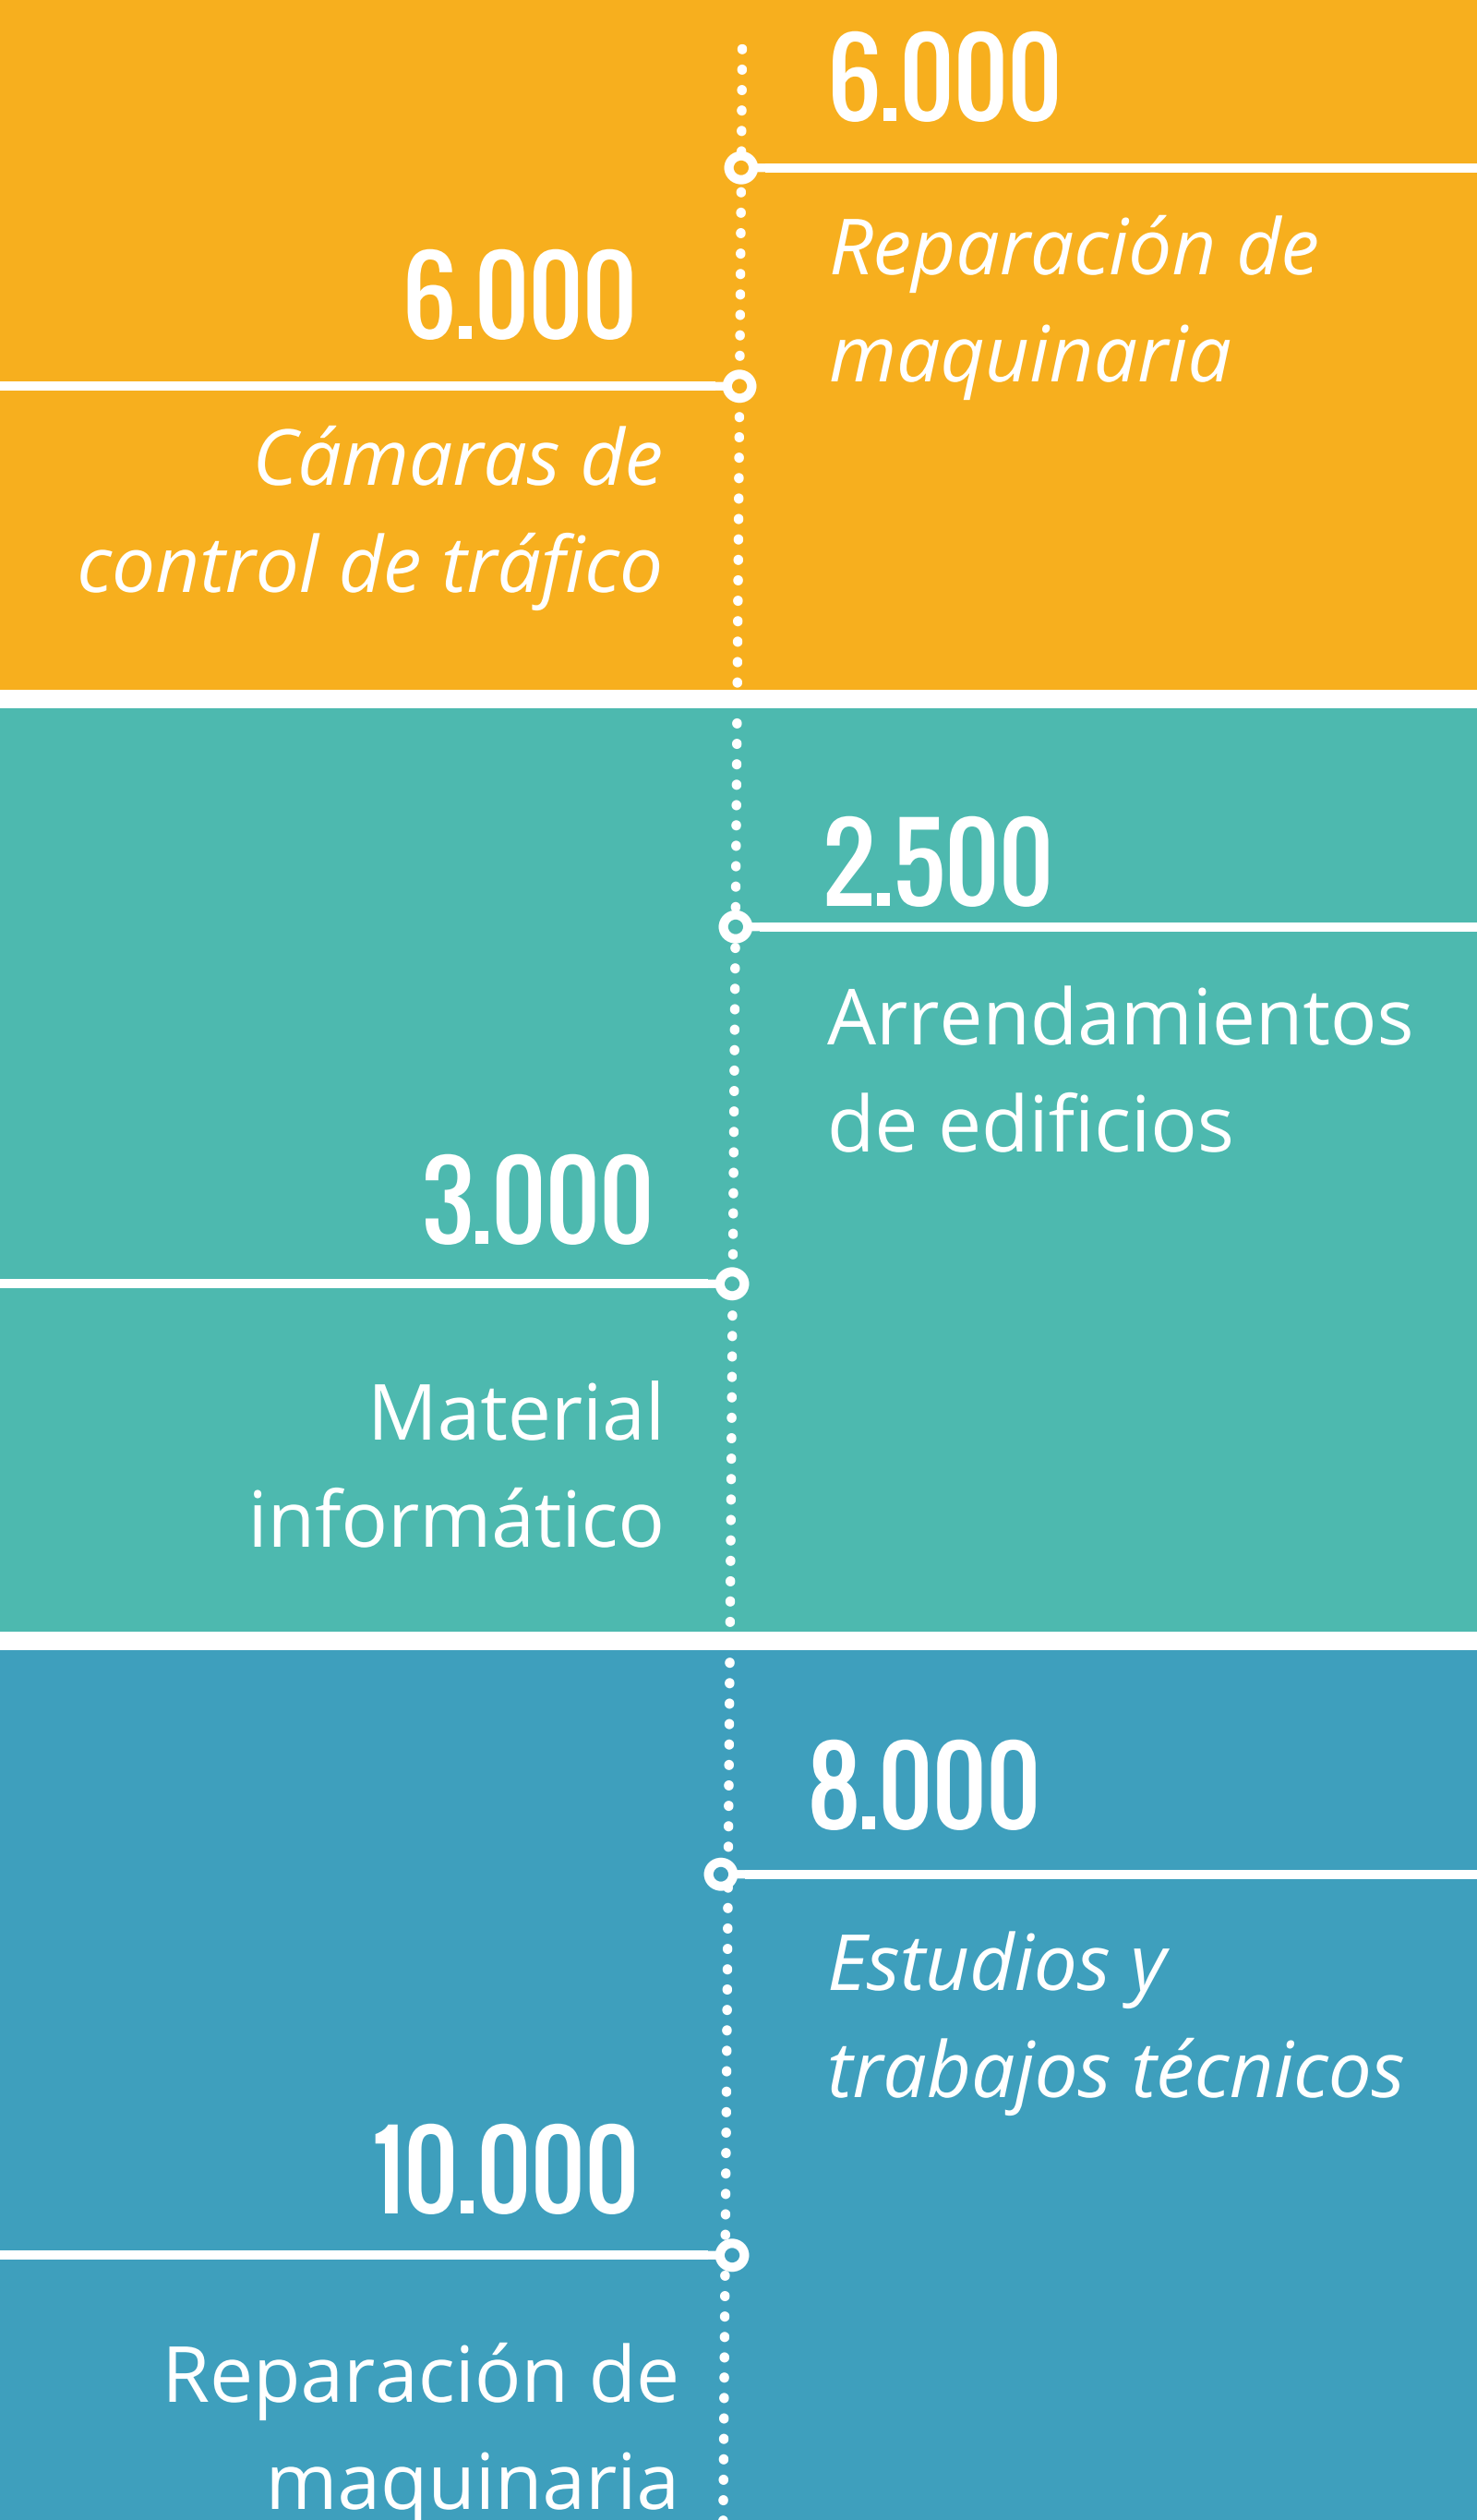 6.000
Reparación de
maquinaria
6.000
Cámaras de
control de tráfico
2.500
Arrendamientos
de edificios
3.000
Material
informático
8.000
Estudios y
trabajos técnicos
10.000
Reparación de
maquinaria